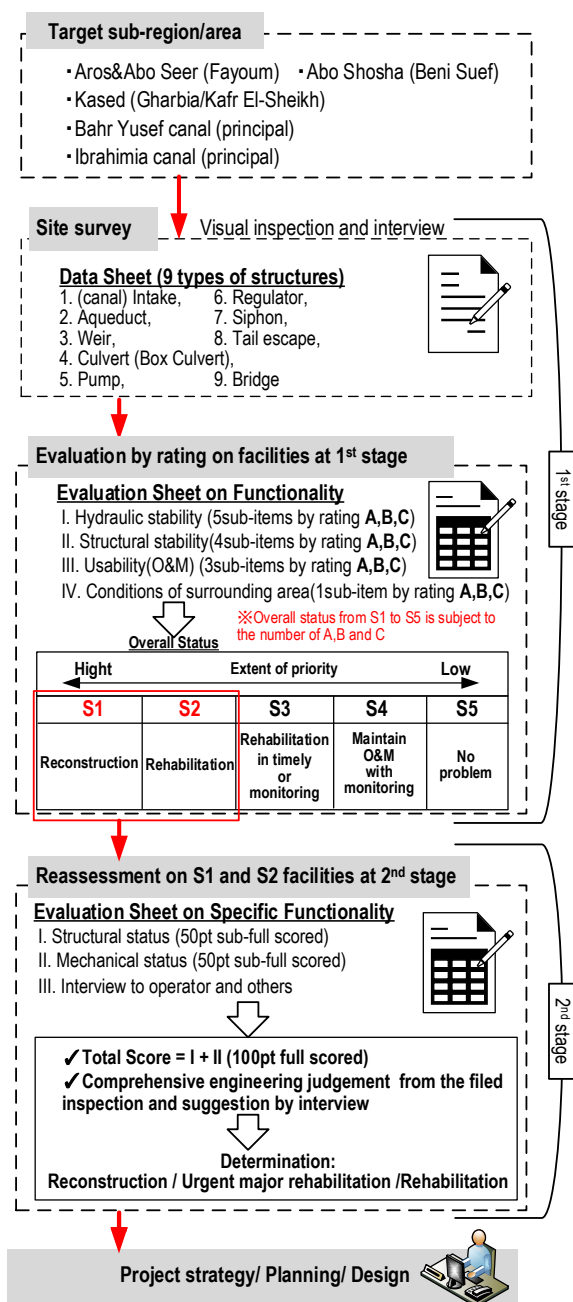 Target sub-region/area
・Aros&Abo Seer (Fayoum) ・Abo Shosha (Beni Suef)
・Kased (Gharbia/Kafr El-Sheikh)
・Bahr Yusef canal (principal)
・Ibrahimia canal (principal)
Site survey Visual inspection and interview
Data Sheet (9 types of structures)
1. (canal) Intake, 6. Regulator,
2. Aqueduct, 7. Siphon,
3. Weir, 8. Tail escape,
4. Culvert (Box Culvert),
5. Pump, 9. Bridge
Evaluation by rating on facilities at 1st stage
Evaluation Sheet on Functionality
I. Hydraulic stability (5sub-items by rating A,B,C)
II. Structural stability(4sub-items by rating A,B,C)
III. Usability(O&M) (3sub-items by rating A,B,C)
IV. Conditions of surrounding area(1sub-item by rating A,B,C)
※Overall status from S1 to S5 is subject to
the number of A,B and C
Overall Status
Hight Extent of priority Low
S1 S2 S3 S4 S5
Reconstruction
Rehabilitation
Rehabilitation
in timely
or
monitoring
Maintain
O&M
with
monitoring
No
problem
1st stage
Reassessment on S1 and S2 facilities at 2nd stage
Evaluation Sheet on Specific Functionality
I. Structural status (50pt sub-full scored)
II. Mechanical status (50pt sub-full scored)
III. Interview to operator and others
✓Total Score = I + II (100pt full scored)
✓Comprehensive engineering judgement from the filed
inspection and suggestion by interview
Determination:
Reconstruction / Urgent major rehabilitation /Rehabilitation
2nd stage
Project strategy/ Planning/ Design